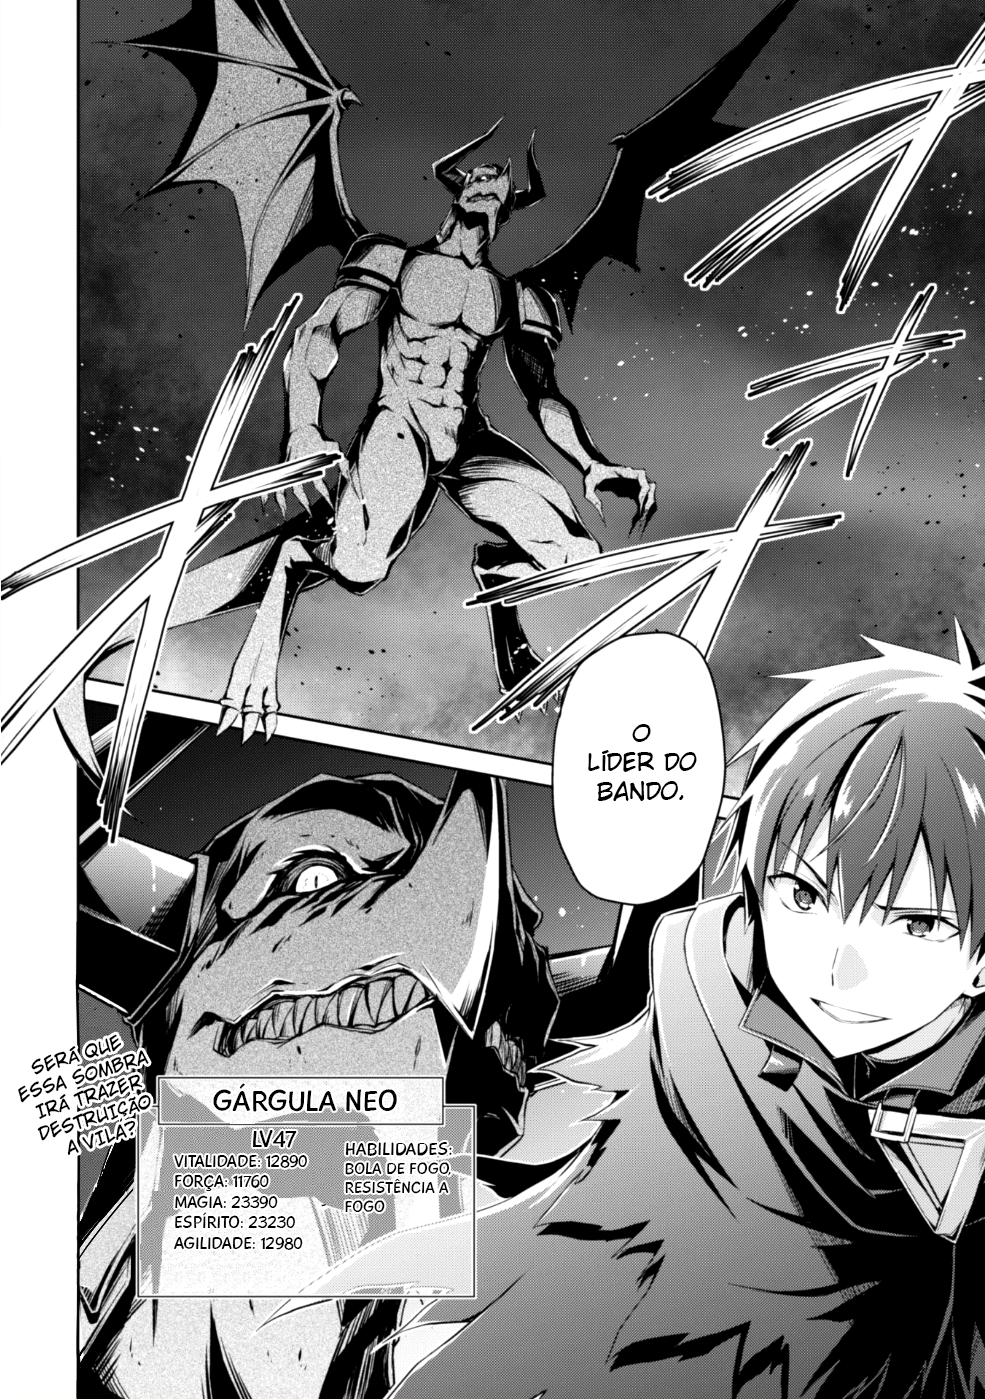 O
LÍDER DO
BANDO.
SERÁ QUE
ESSA SOMBRA
IRÁ TRAZER
DESTRUIÇÃO
A VILA?
GÁRGULA NEO
LV47
VITALIDADE: 12890
FORÇA: 11760
MAGIA: 23390
ESPÍRITO: 23230
AGILIDADE: 12980
HABILIDADES:
BOLA DE FOGO,
RESISTÊNCIA A
FOGO